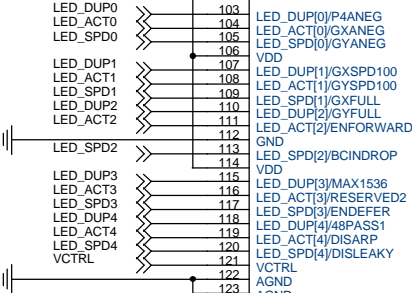 LED_DUP0 103 LED_DUP[0]/P4ANEG
LED_ACT0 104 LED_ACT[0]/GXANEG
LED_SPD0 105 LED_SPD[0]/GYANEG
106 VDD
LED_DUP1 107 LED_DUP[1]/GXSPD100
LED_ACT1 108 LED_ACT[1]/GYSPD100
LED_SPD1 109 LED_SPD[1]/GXFULL
LED_DUP2 110 LED_DUP[2]/GYFULL
LED_ACT2 111 LED_ACT[2]/ENFORWARD
112 GND
LED_SPD2 113 LED_SPD[2]/BCINDROP
114 VDD
LED_DUP3 115 LED_DUP[3]/MAX1536
LED_ACT3 116 LED_ACT[3]/RESERVED2
LED_SPD3 117 LED_SPD[3]/ENDEFER
LED_DUP4 118 LED_DUP[4]/48PASS1
LED_ACT4 119 LED_ACT[4]/DISARP
LED_SPD4 120 LED_SPD[4]/DISLEAKY
VCTRL 121 VCTRL
122 AGND
123 AGND